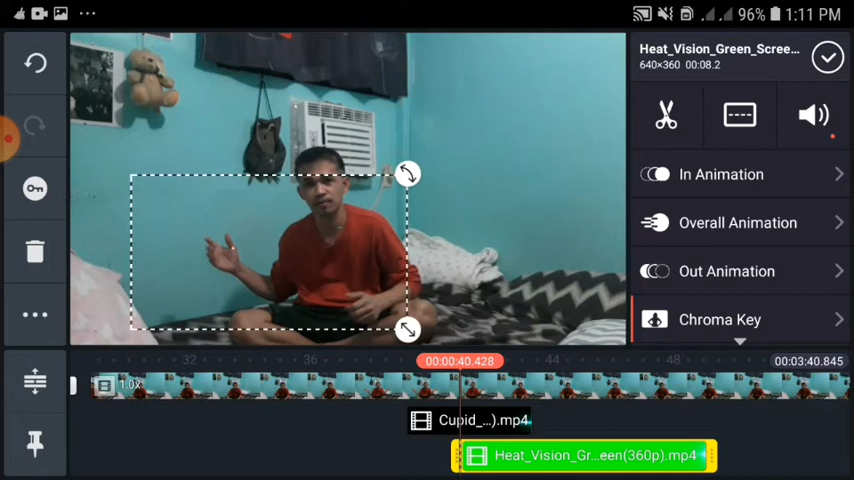 96% 1:11 PM
Heat_Vision_Green_Scree...
640×360 00:08.2
In Animation
Overall Animation
Out Animation
Chroma Key
32 36 44 48
00:00:40.428
00:03:40.845
1.0x
Cupid_...).mp4
Heat_Vision_Gr...een(360p).mp4